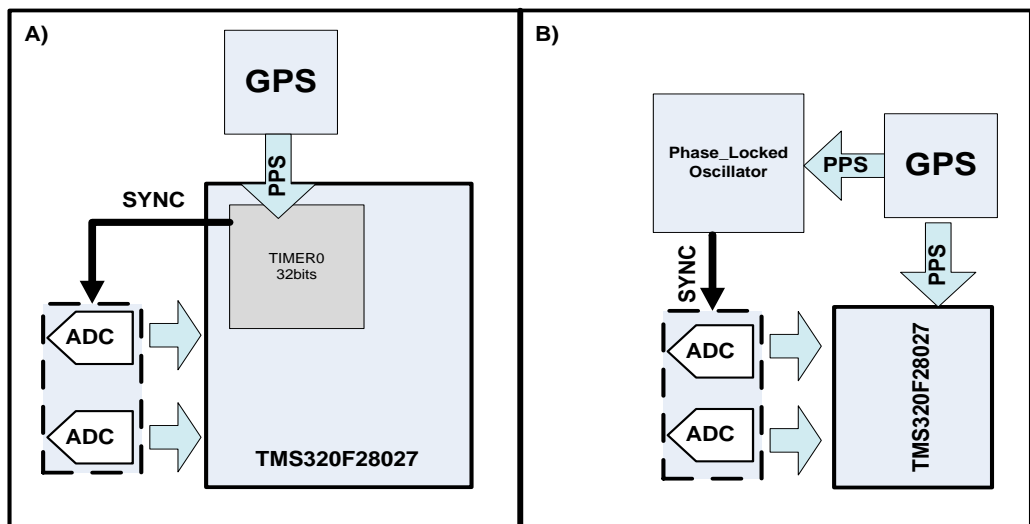 A)
GPS
PPS
SYNC
TIMER0
32bits
ADC
ADC
TMS320F28027
B)
Phase_Locked
Oscillator
PPS
GPS
SYNC
PPS
ADC
ADC
TMS320F28027